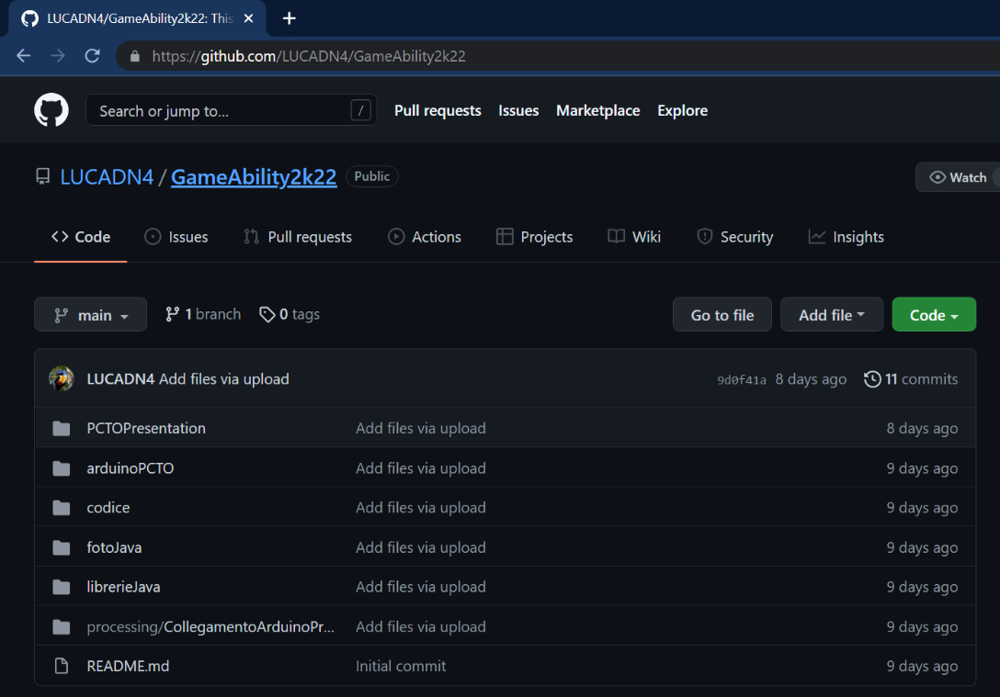 LUCADN4/GameAbility2k22: This
https://github.com/LUCADN4/GameAbility2k22
Search or jump to... /
Pull requests Issues Marketplace Explore
LUCADN4 / GameAbility2k22 Public
Watch
Code Issues Pull requests Actions Projects Wiki Security Insights
main 1 branch 0 tags Go to file Add file Code
LUCADN4 Add files via upload 9d0f41a 8 days ago 11 commits
PCTOPresentation Add files via upload 8 days ago
arduinoPCTO Add files via upload 9 days ago
codice Add files via upload 9 days ago
fotoJava Add files via upload 9 days ago
librerieJava Add files via upload 9 days ago
processing/CollegamentoArduinoPr... Add files via upload 9 days ago
README.md Initial commit 9 days ago